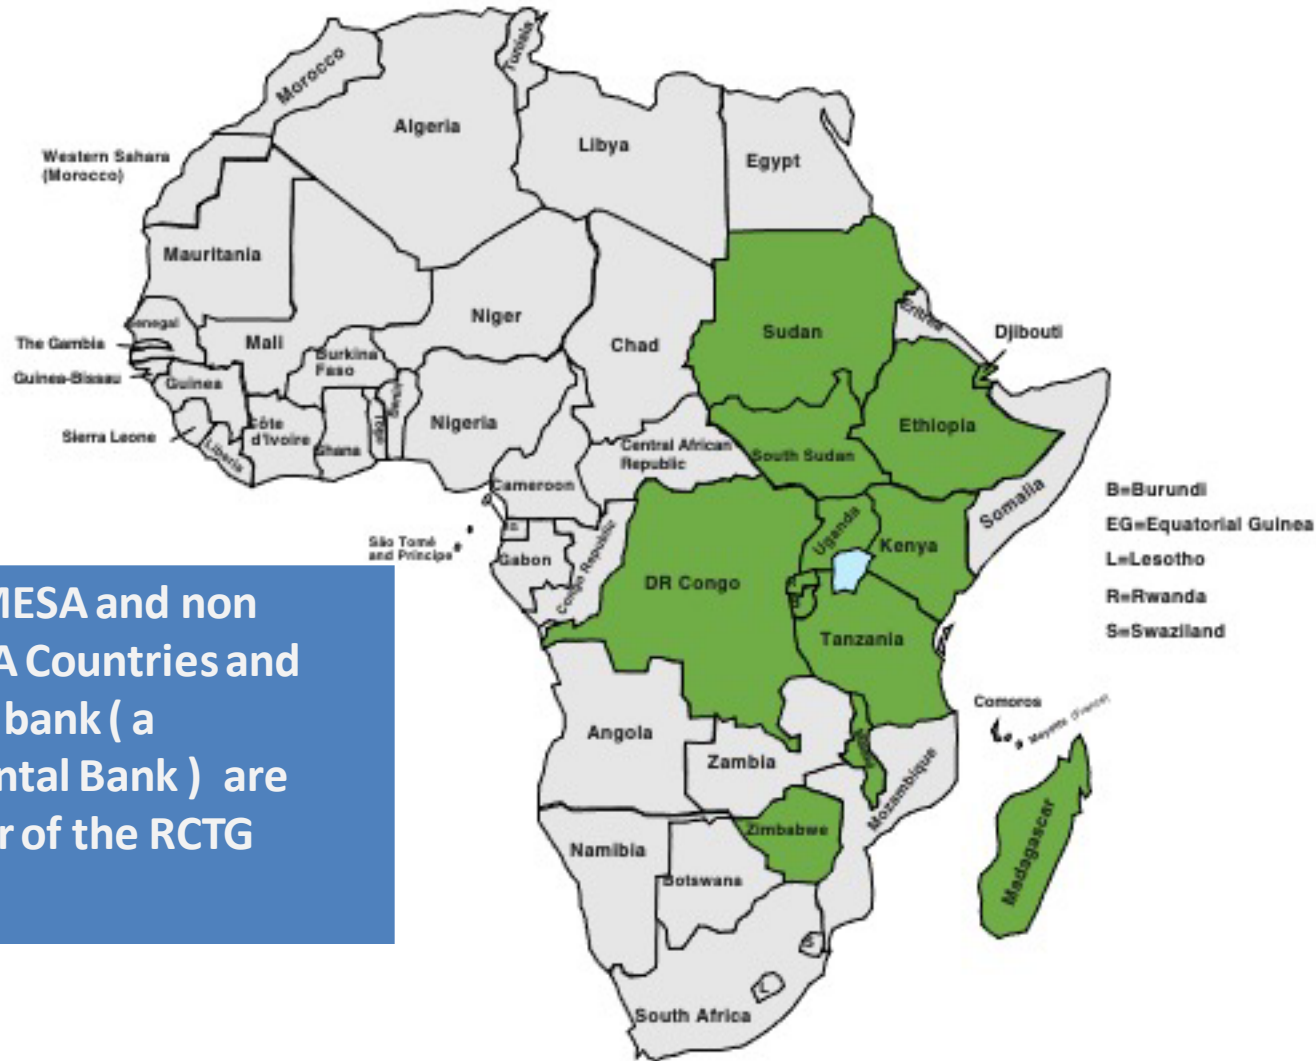 Tunisia
Morocco
Algeria
Libya
Egypt
Western Sahara
(Morocco)
Mauritania
Mali
Niger
Chad
Sudan
Eritrea
Djibouti
Senegal
The Gambia
Guinea-Bissau
Guinea
Burkina
Faso
Sierra Leone
Liberia
Côte
d'Ivoire
Ghana
Togo
Nigeria
Ethiopia
Central African
Republic
South Sudan
Cameroon
Somalia
São Tomé
and Príncipe
Gabon
Congo Republic
DR Congo
Uganda
Kenya
Tanzania
B=Burundi
EG=Equatorial Guinea
L=Lesotho
R=Rwanda
S=Swaziland
MESA and non
A Countries and
bank ( a
ntal Bank ) are
r of the RCTG
Angola
Zambia
Comoros
Mayotte (France)
Mozambique
Zimbabwe
Madagascar
Namibia
Botswana
S
L
South Africa